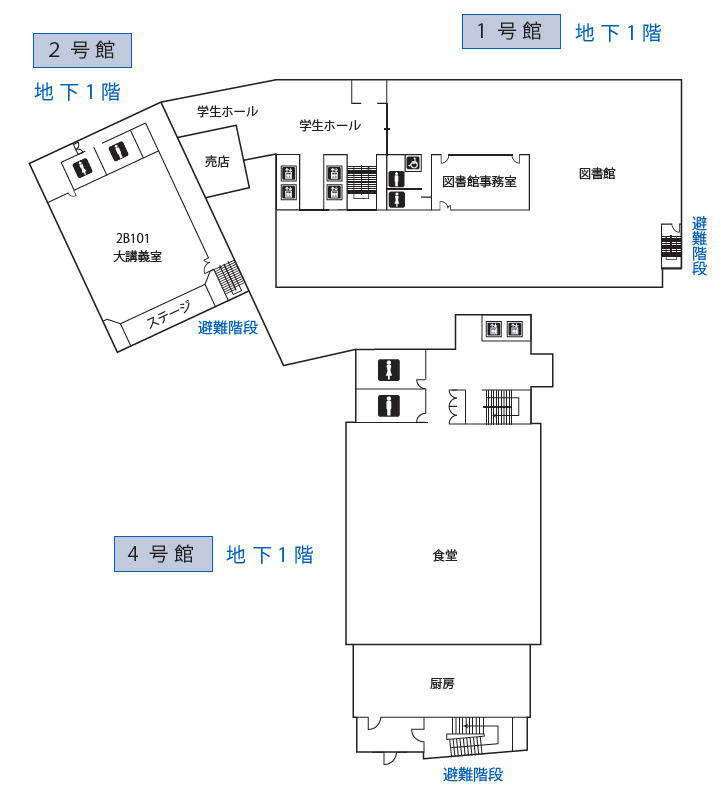 1 号 館
地 下 1 階
2 号 館
地 下 1 階
学生ホール
学生ホール
売店
図書館事務室
図書館
避難階段
2B101
大講義室
ステージ
避難階段
4 号 館
地 下 1 階
食堂
厨房
避難階段